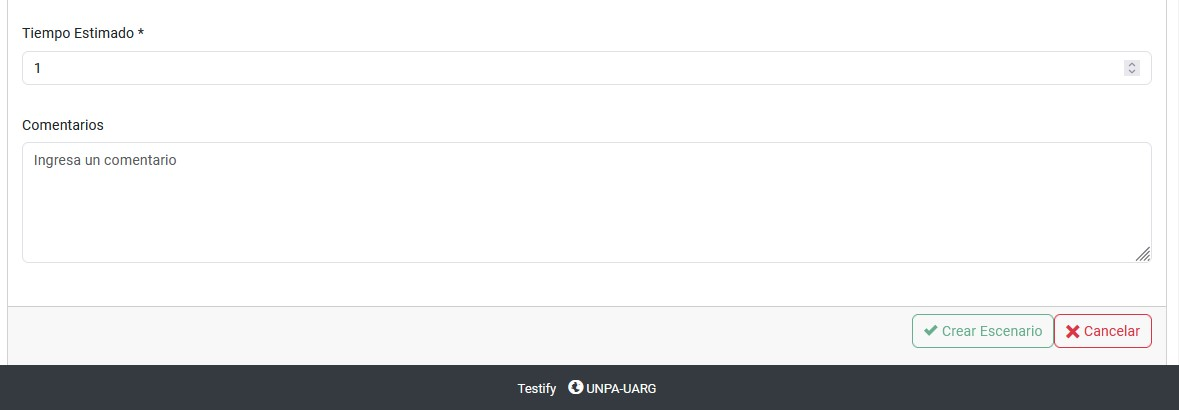 Tiempo Estimado *
1
Comentarios
Ingresa un comentario
Crear Escenario Cancelar
Testify UNPA-UARG